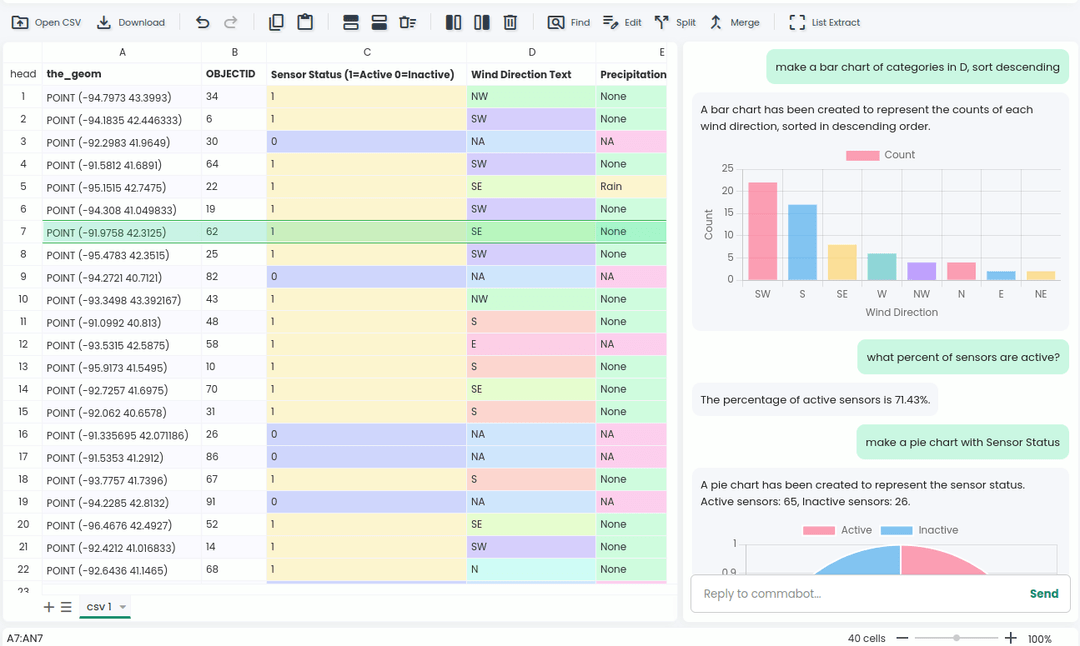 Open CSV Download Find Edit Split Merge List Extract
A B C D E
head the_geom OBJECTID Sensor Status (1=Active 0=Inactive) Wind Direction Text Precipitation
1 POINT (-94.7973 43.3993) 34 1 NW None
2 POINT (-94.1835 42.446333) 6 1 SW None
3 POINT (-92.2983 41.9649) 30 0 NA NA
4 POINT (-91.5812 41.6891) 64 1 SW None
5 POINT (-95.1515 42.7475) 22 1 SE Rain
6 POINT (-94.308 41.049833) 19 1 SW None
7 POINT (-91.9758 42.3125) 62 1 SE None
8 POINT (-95.4783 42.3515) 25 1 SW None
9 POINT (-94.2721 40.7121) 82 0 NA NA
10 POINT (-93.3498 43.392167) 43 1 NW None
11 POINT (-91.0992 40.813) 48 1 S None
12 POINT (-93.5315 42.5875) 58 1 E NA
13 POINT (-95.9173 41.5495) 10 1 S None
14 POINT (-92.7257 41.6975) 70 1 SE None
15 POINT (-92.062 40.6578) 31 1 S None
16 POINT (-91.335695 42.071186) 26 0 NA NA
17 POINT (-91.5353 41.2912) 86 0 NA NA
18 POINT (-93.7757 41.7396) 67 1 S None
19 POINT (-94.2285 42.8132) 91 0 NA NA
20 POINT (-96.4676 42.4927) 52 1 SE None
21 POINT (-92.4212 41.016833) 14 1 SW None
22 POINT (-92.6436 41.1465) 68 1 N None
23
csv 1
A7:AN7
make a bar chart of categories in D, sort descending
A bar chart has been created to represent the counts of each
wind direction, sorted in descending order.
Count
25
20
15
10
5
0
Count
SW S SE W NW N E NE
Wind Direction
what percent of sensors are active?
The percentage of active sensors is 71.43%.
make a pie chart with Sensor Status
A pie chart has been created to represent the sensor status.
Active sensors: 65, Inactive sensors: 26.
Active Inactive
1
0.9
Reply to commabot... Send
40 cells 100%